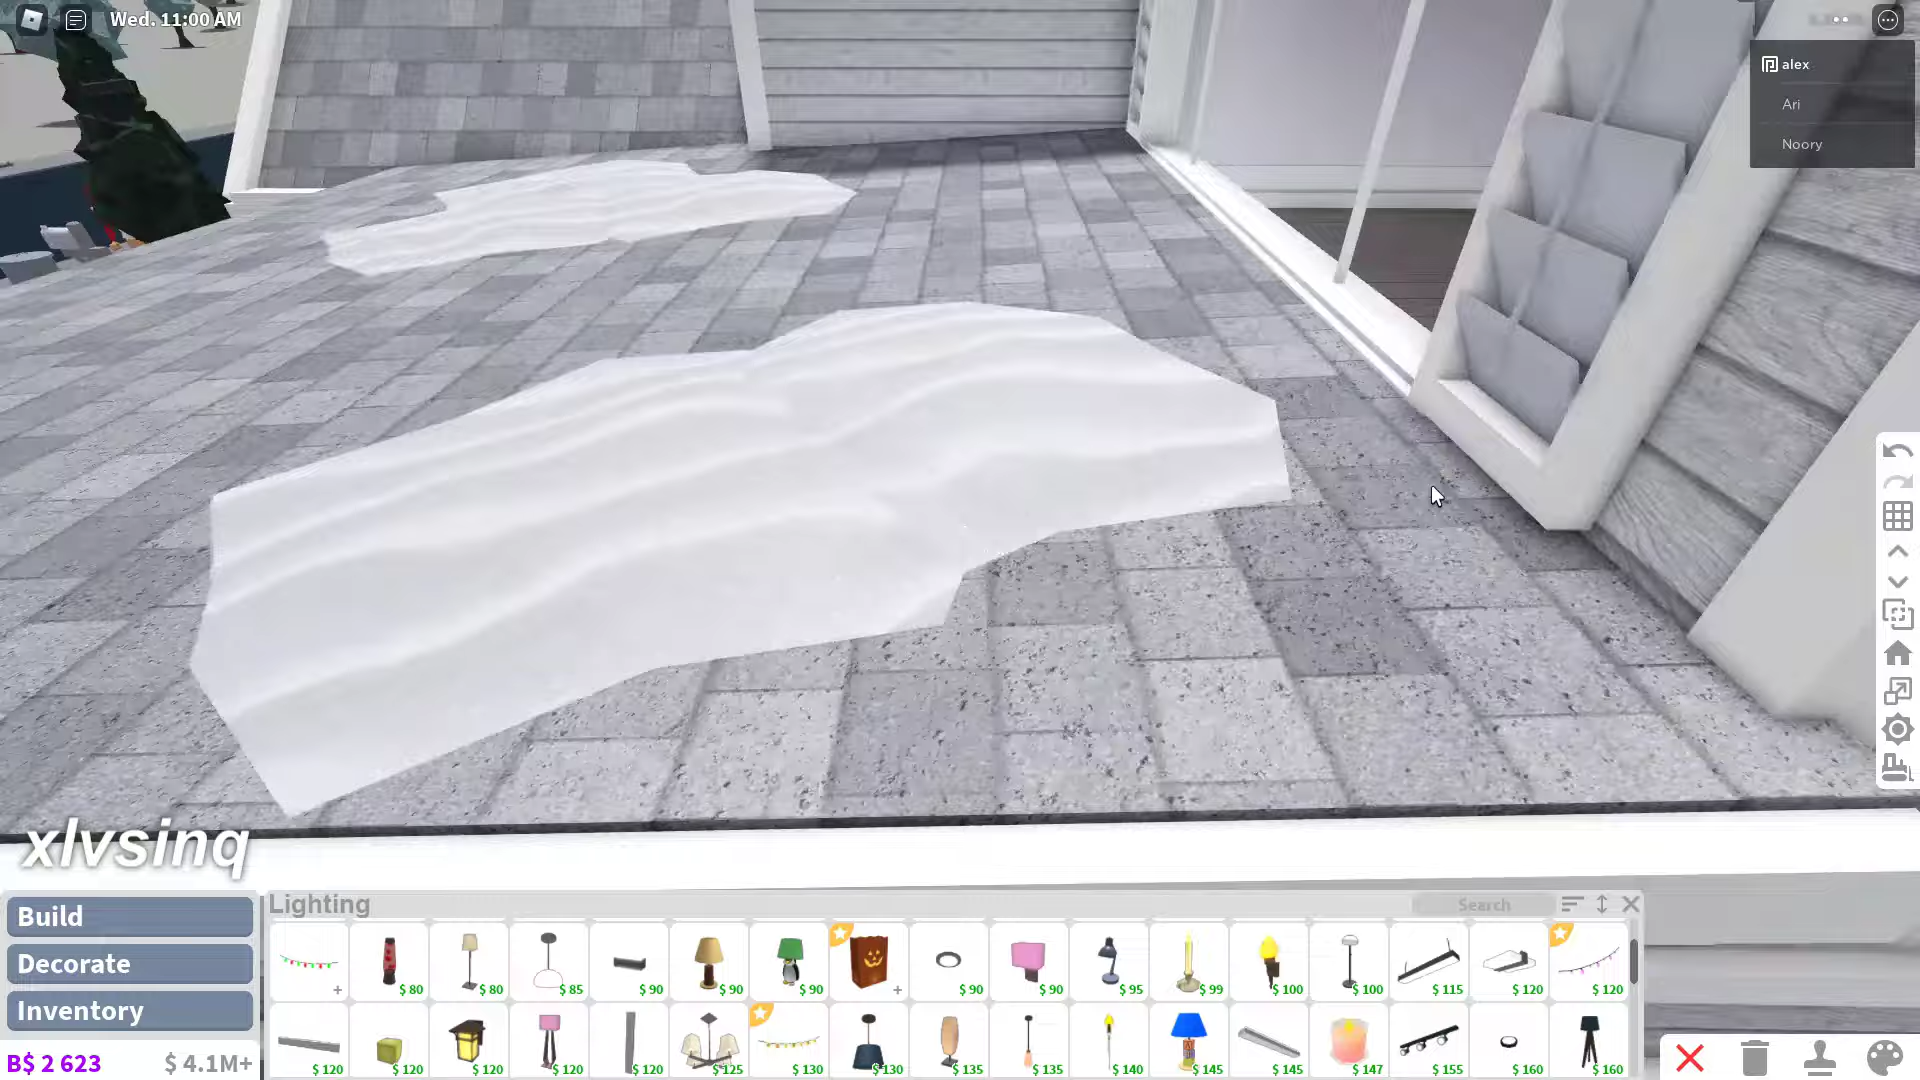 Wed. 11:00 AM
alex
Ari
Noory
xlvsinq
Build
Decorate
Inventory
B$ 2 623
$ 4.1M+
Lighting
Search
+
$ 80
$ 80
$ 85
$ 90
$ 90
$ 90
+
$ 90
$ 90
$ 95
$ 99
$ 100
$ 100
$ 115
$ 120
$ 120
$ 120
$ 120
$ 120
$ 120
$ 120
$ 125
$ 130
$ 130
$ 135
$ 135
$ 140
$ 145
$ 145
$ 147
$ 155
$ 160
$ 160